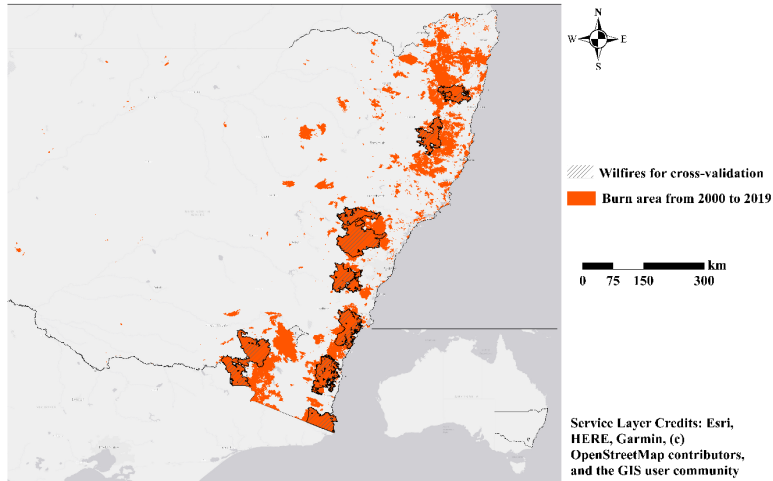 N
W E
S
Wilfires for cross-validation
Burn area from 2000 to 2019
km
0 75 150 300
Service Layer Credits: Esri,
HERE, Garmin, (c)
OpenStreetMap contributors,
and the GIS user community